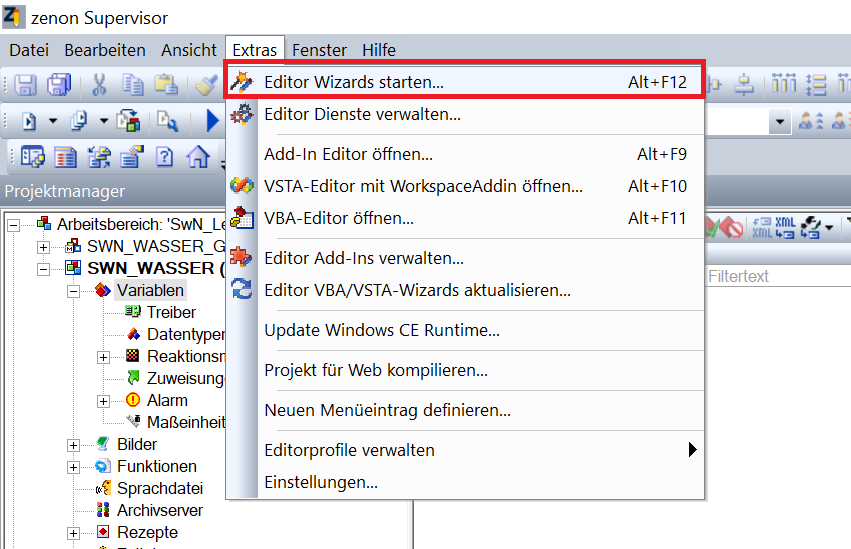 zenon Supervisor
Datei Bearbeiten Ansicht Extras Fenster Hilfe
Editor Wizards starten... Alt+F12
Editor Dienste verwalten...
Add-In Editor öffnen... Alt+F9
VSTA-Editor mit WorkspaceAddin öffnen... Alt+F10
VBA-Editor öffnen... Alt+F11
Editor Add-Ins verwalten...
Editor VBA/VSTA-Wizards aktualisieren...
Update Windows CE Runtime...
Projekt für Web kompilieren...
Neuen Menüeintrag definieren...
Editorprofile verwalten
Einstellungen...
Projektmanager
Arbeitsbereich: 'SwN_Le
SWN_WASSER_G
SWN_WASSER (
Variablen
Treiber
Datentypen
Reaktionsm
Zuweisung
Alarm
Maßeinheit
Bilder
Funktionen
Sprachdatei
Archivserver
Rezepte
XML XML
Filtertext